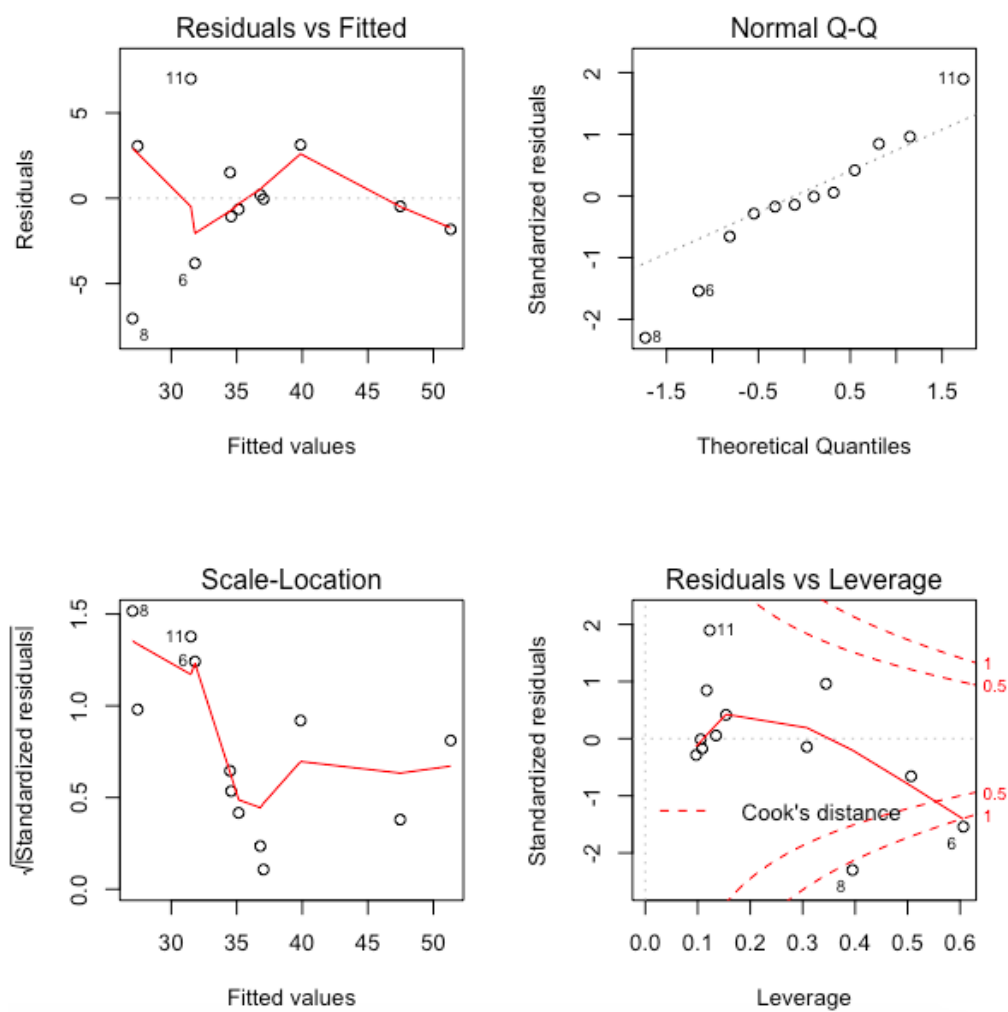 Residuals vs Fitted
Residuals
-5 0 5
11
6
8
30 35 40 45 50
Fitted values
Normal Q-Q
Standardized residuals
-2 -1 0 1 2
11
6
8
-1.5 -0.5 0.5 1.5
Theoretical Quantiles
Scale-Location
√|Standardized residuals|
0.0 0.5 1.0 1.5
8
11
6
30 35 40 45 50
Fitted values
Residuals vs Leverage
Standardized residuals
-2 -1 0 1 2
11
1
0.5
0.5
1
Cook's distance
6
8
0.0 0.1 0.2 0.3 0.4 0.5 0.6
Leverage